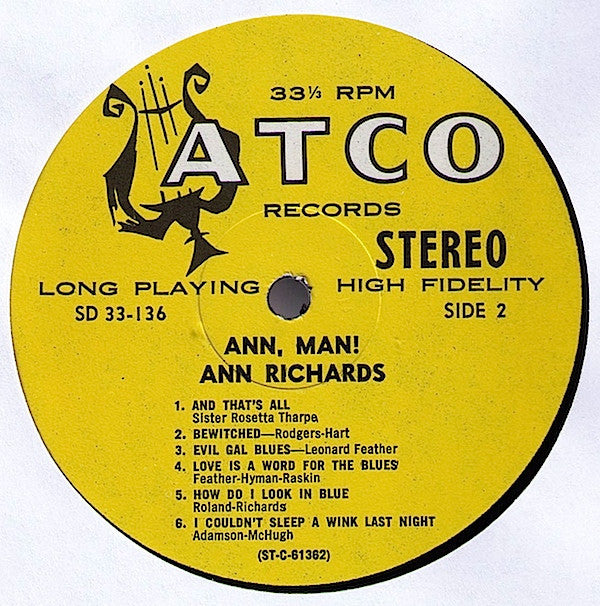 33⅓ RPM
ATCO
RECORDS
STEREO
LONG PLAYING HIGH FIDELITY
SD 33-136 SIDE 2
ANN, MAN!
ANN RICHARDS
1. AND THAT'S ALL
Sister Rosetta Tharpe
2. BEWITCHED—Rodgers-Hart
3. EVIL GAL BLUES—Leonard Feather
4. LOVE IS A WORD FOR THE BLUES
Feather-Hyman-Raskin
5. HOW DO I LOOK IN BLUE
Roland-Richards
6. I COULDN'T SLEEP A WINK LAST NIGHT
Adamson-McHugh
(ST-C-61362)